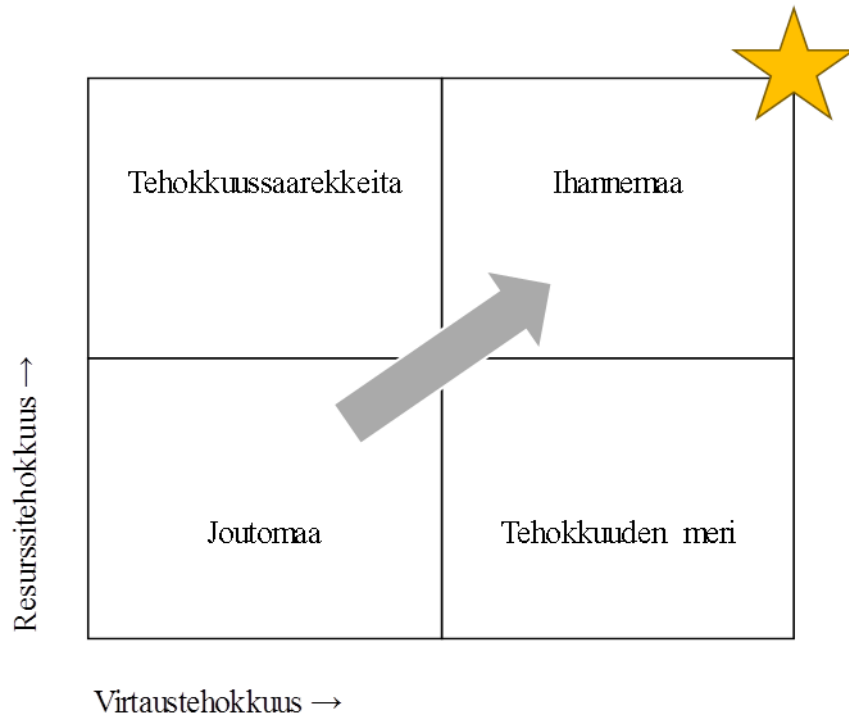 Tehokkuussaarekkeita
Ihannemaa
Joutomaa
Tehokkuuden meri
Resurssitehokkuus →
Virtaustehokkuus →